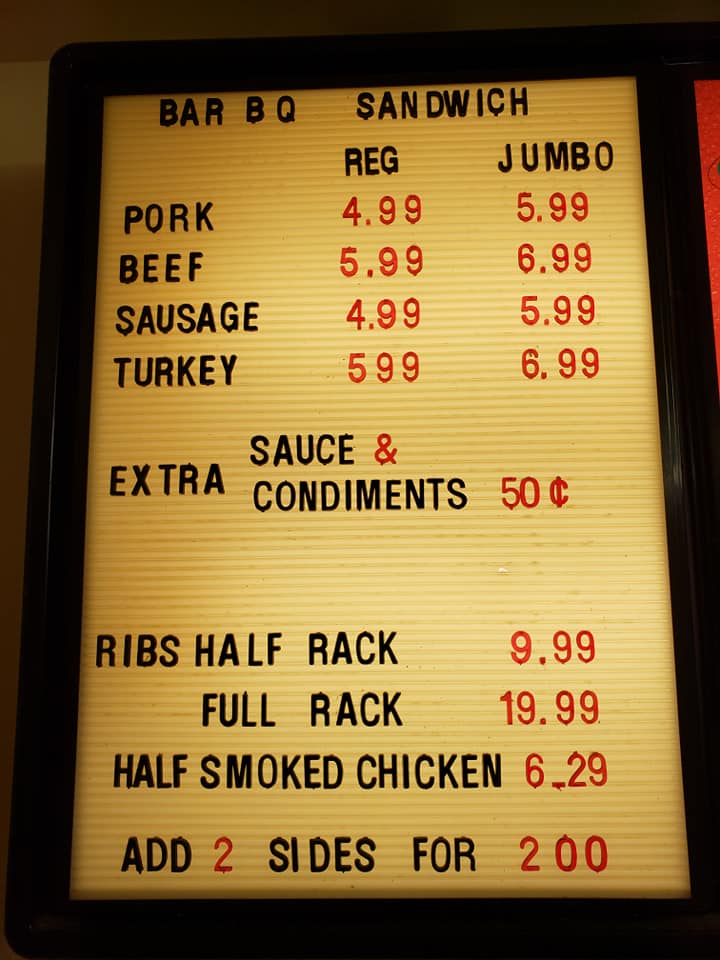 BAR B Q SANDWICH
REG JUMBO
PORK 4.99 5.99
BEEF 5.99 6.99
SAUSAGE 4.99 5.99
TURKEY 599 6.99
EXTRA SAUCE &
CONDIMENTS 50¢
RIBS HALF RACK 9.99
FULL RACK 19.99
HALF SMOKED CHICKEN 6.29
ADD 2 SIDES FOR 200